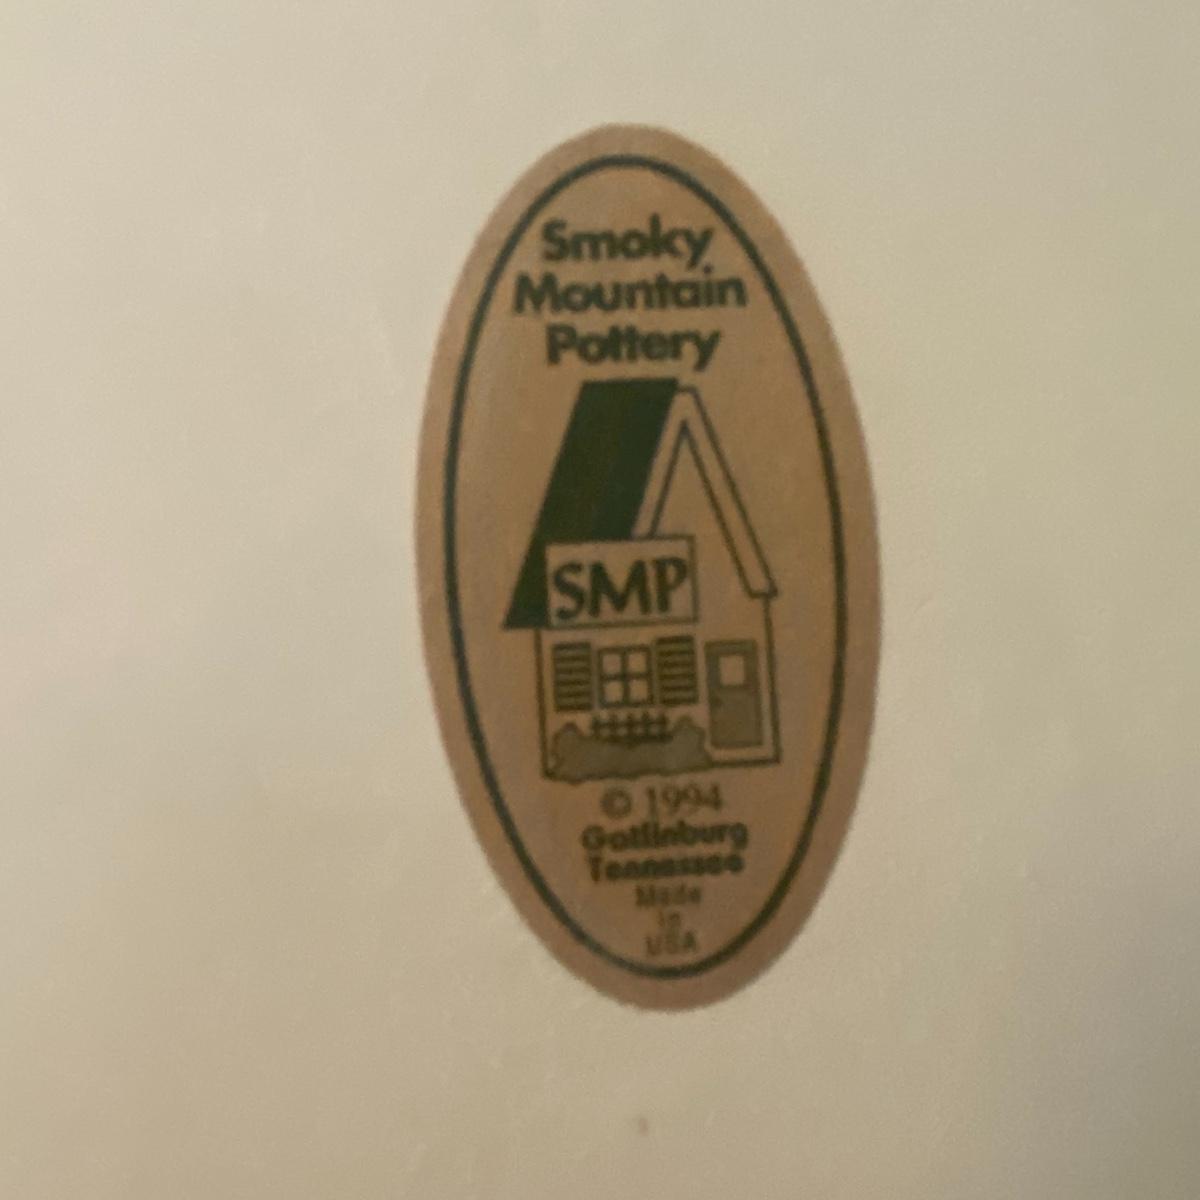 Smoky
Mountain
Pottery
SMP
© 1994
Gatlinburg
Tennessee
Made
in
USA